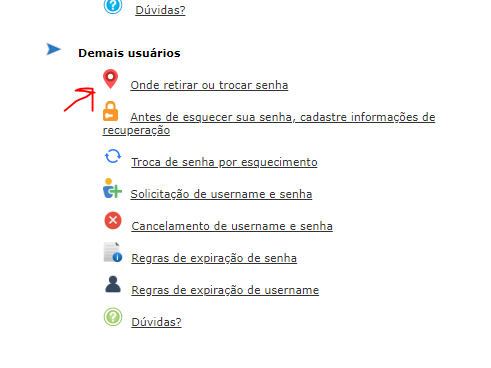 Dúvidas?
Demais usuários
Onde retirar ou trocar senha
Antes de esquecer sua senha, cadastre informações de
recuperação
Troca de senha por esquecimento
Solicitação de username e senha
Cancelamento de username e senha
Regras de expiração de senha
Regras de expiração de username
Dúvidas?